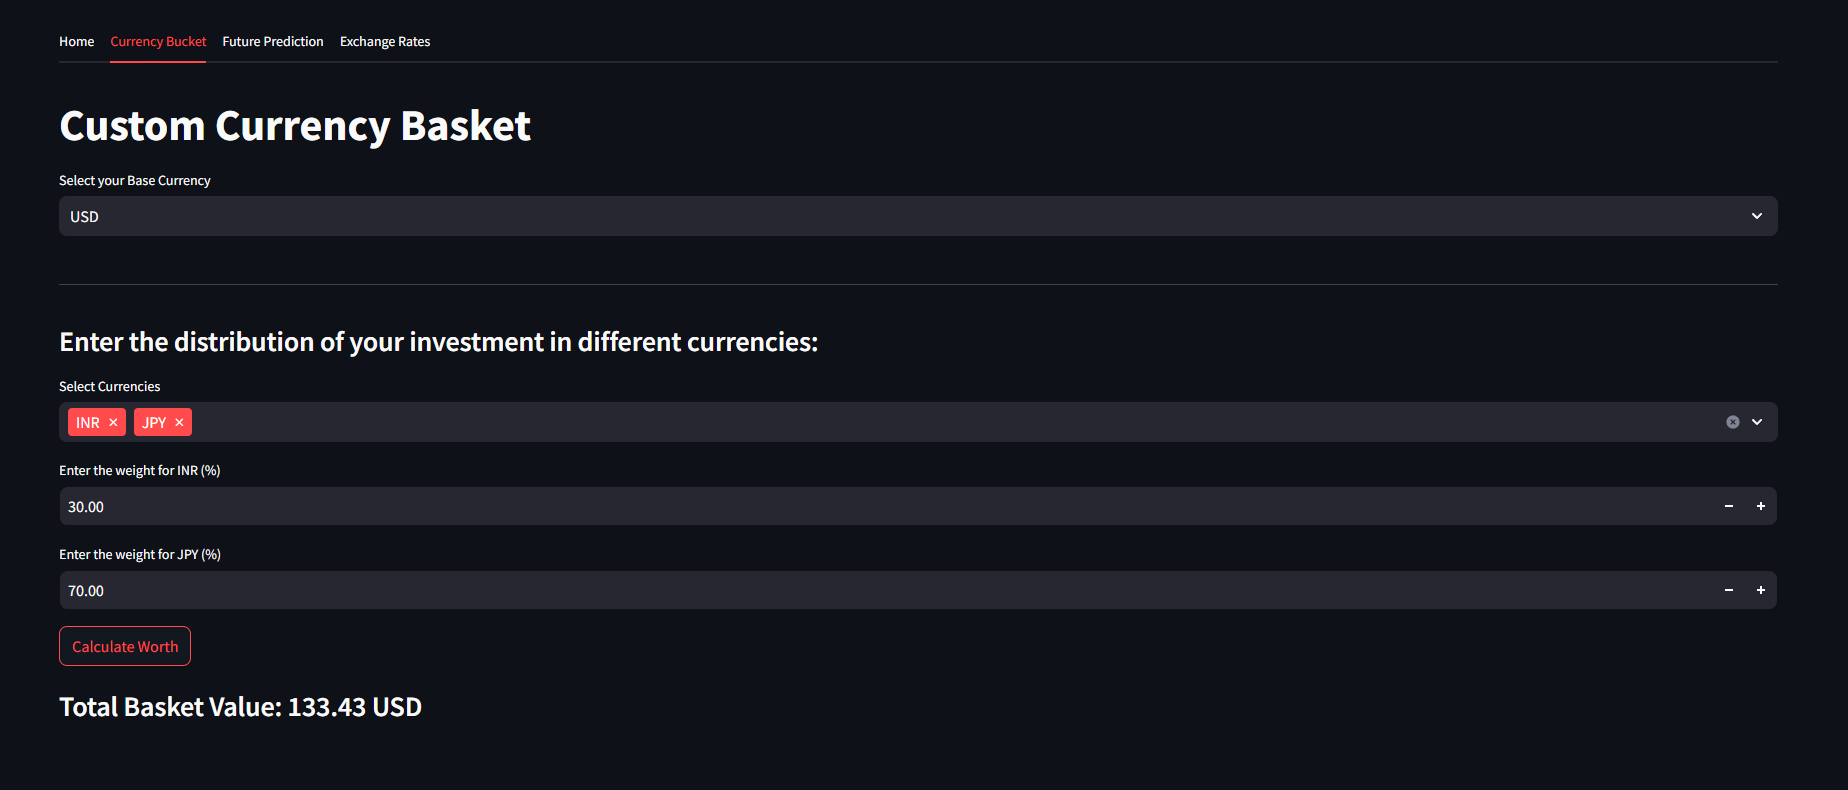 Home Currency Bucket Future Prediction Exchange Rates
Custom Currency Basket
Select your Base Currency
USD
Enter the distribution of your investment in different currencies:
Select Currencies
INR × JPY ×
Enter the weight for INR (%)
30.00
Enter the weight for JPY (%)
70.00
Calculate Worth
Total Basket Value: 133.43 USD